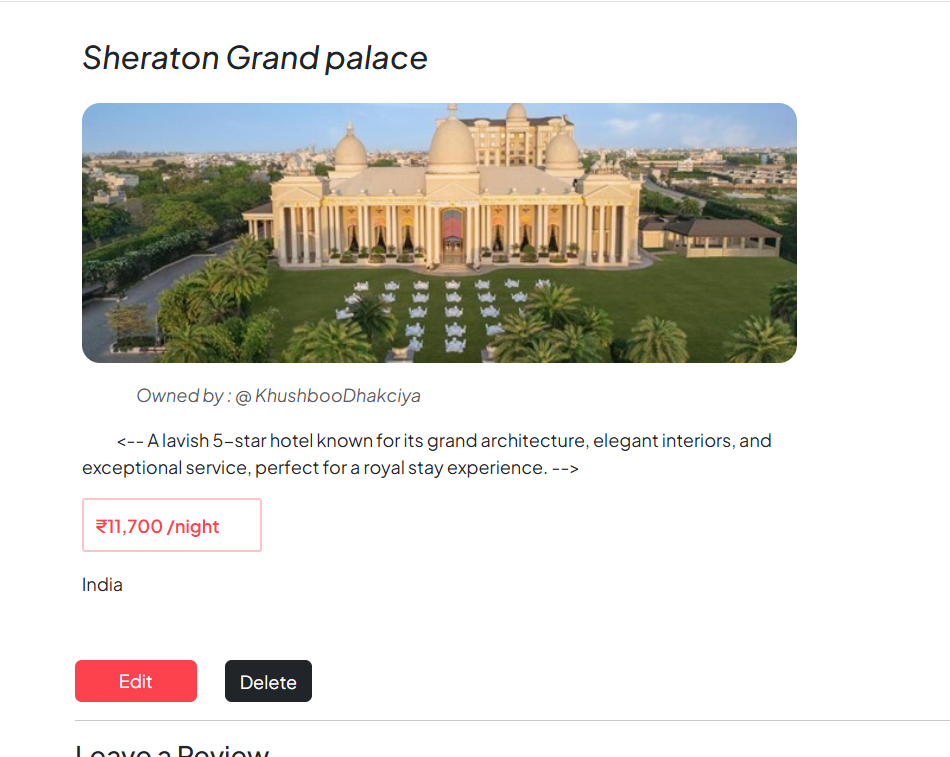 Sheraton Grand palace
Owned by : @ KhushbooDhakciya
<-- A lavish 5-star hotel known for its grand architecture, elegant interiors, and
exceptional service, perfect for a royal stay experience. -->
₹11,700 /night
India
Edit Delete
Leave a Review